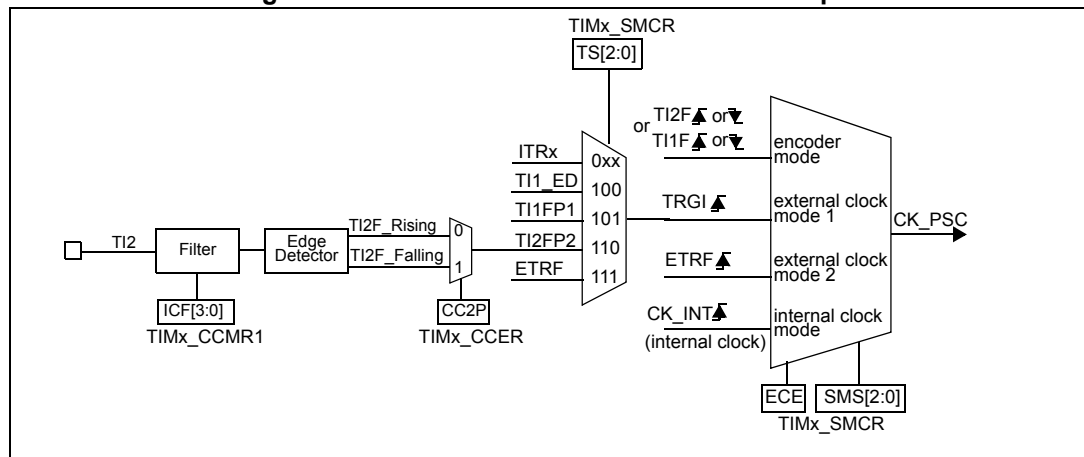 TIMx_SMCR
TS[2:0]
TI2F or
or
TI1F or
encoder
mode
ITRx
0xx
TI1_ED
100
TI1FP1
101
TRGI
external clock
mode 1
CK_PSC
TI2
Filter
Edge
Detector
TI2F_Rising
0
TI2F_Falling
1
TI2FP2
110
ETRF
111
ETRF
external clock
mode 2
ICF[3:0]
TIMx_CCMR1
CC2P
TIMx_CCER
CK_INT
(internal clock)
internal clock
mode
ECE
SMS[2:0]
TIMx_SMCR